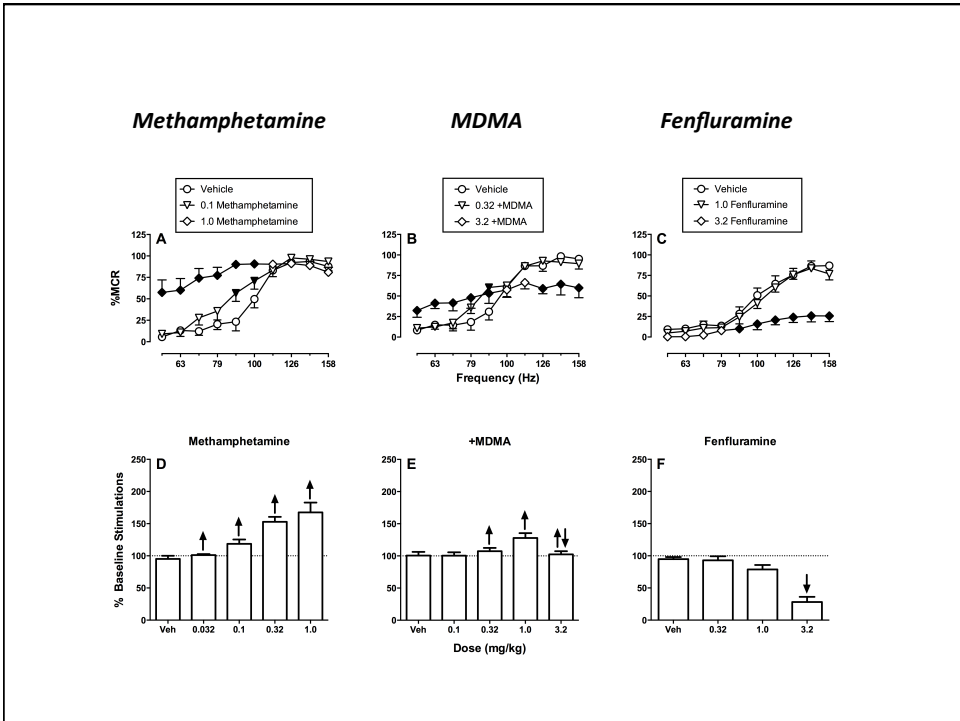 Methamphetamine MDMA Fenfluramine
Vehicle
0.1 Methamphetamine
1.0 Methamphetamine
Vehicle
0.32 +MDMA
3.2 +MDMA
Vehicle
1.0 Fenfluramine
3.2 Fenfluramine
A
%MCR
125
100
75
50
25
0
63 79 100 126 158
B
125
100
75
50
25
0
63 79 100 126 158
Frequency (Hz)
C
125
100
75
50
25
0
63 79 100 126 158
Methamphetamine
D
% Baseline Stimulations
250
200
150
100
50
0
Veh 0.032 0.1 0.32 1.0
+MDMA
E
250
200
150
100
50
0
Veh 0.1 0.32 1.0 3.2
Dose (mg/kg)
Fenfluramine
F
250
200
150
100
50
0
Veh 0.32 1.0 3.2